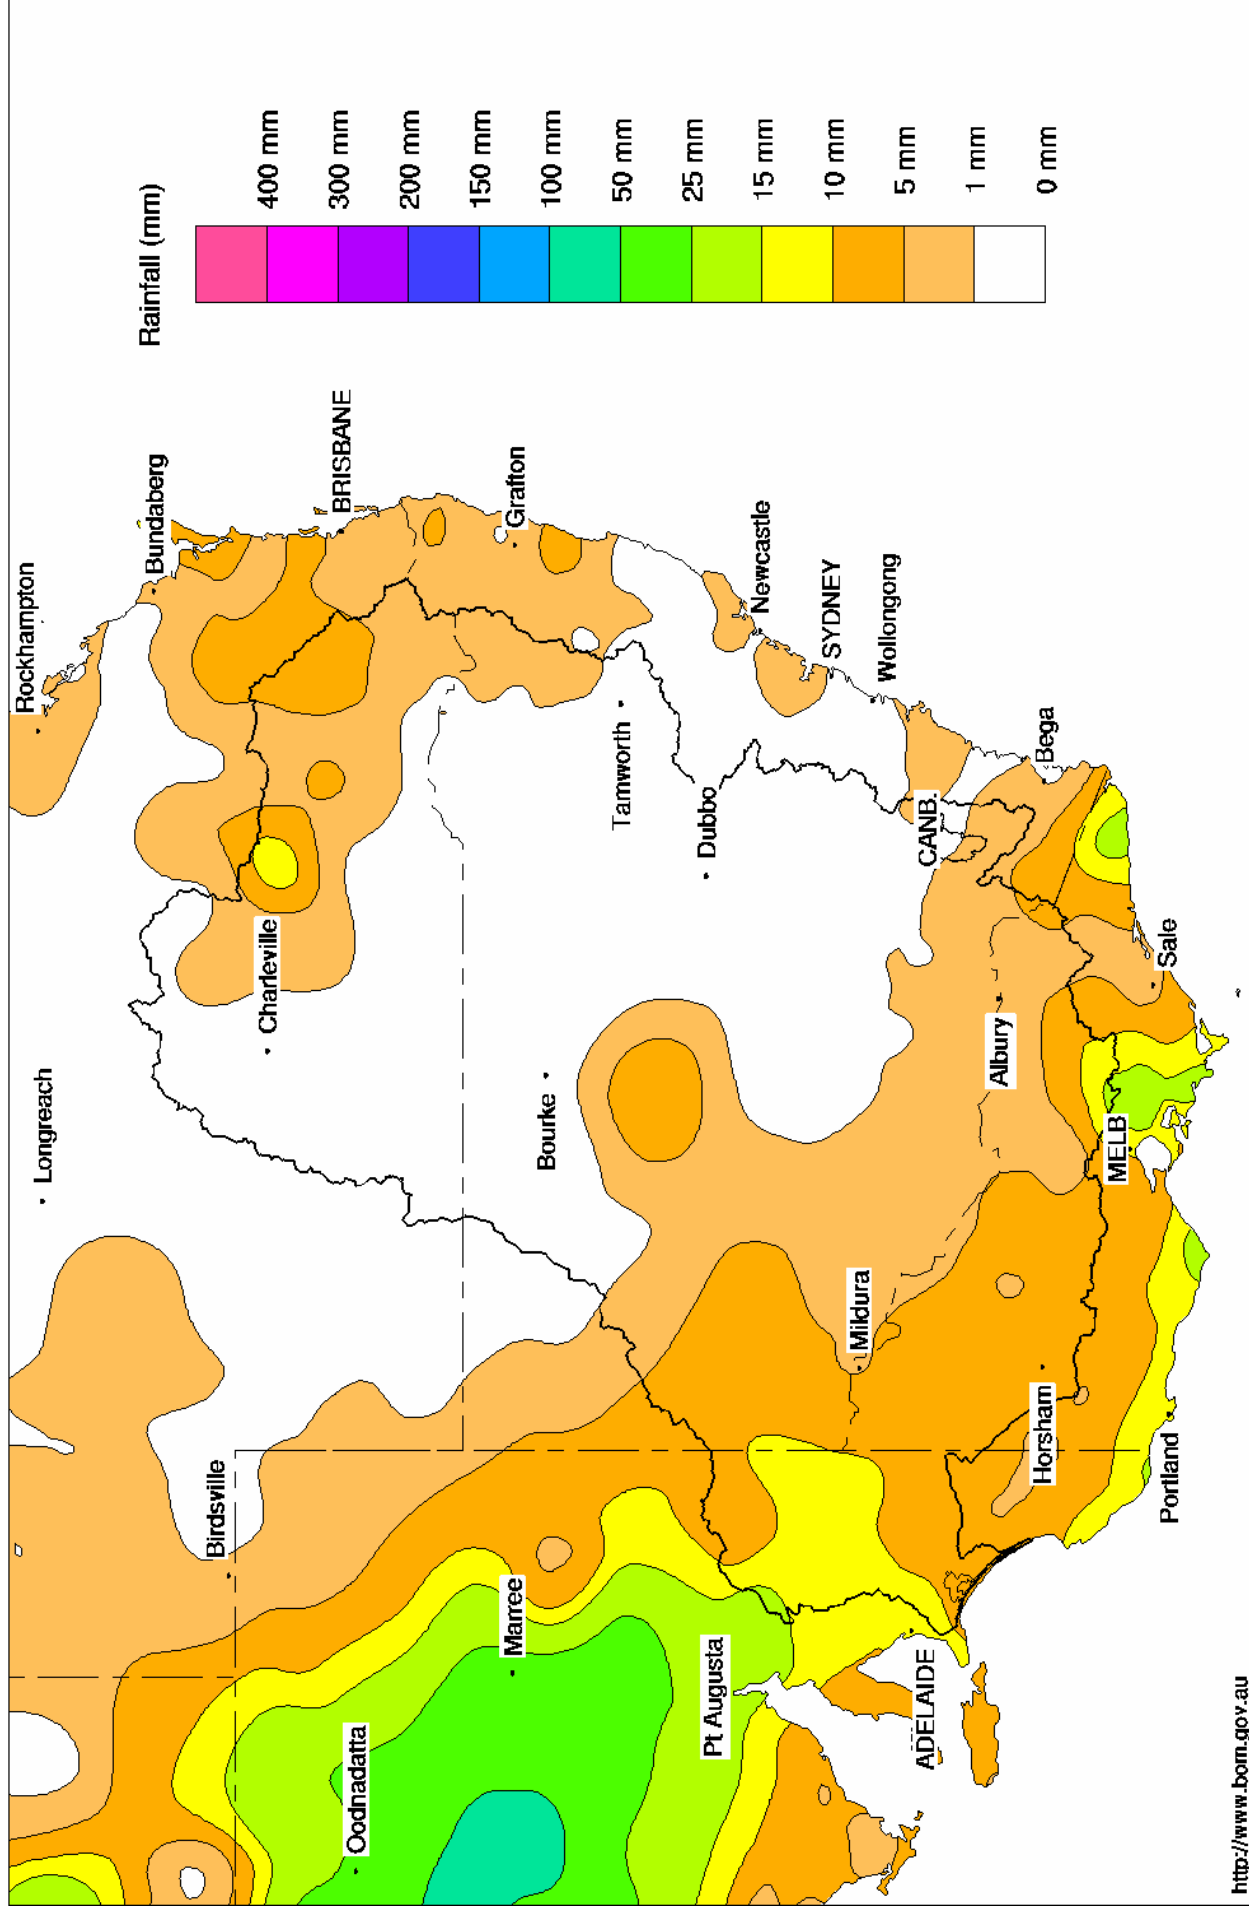 Rainfall (mm)
400 mm
300 mm
200 mm
150 mm
100 mm
50 mm
25 mm
15 mm
10 mm
5 mm
1 mm
0 mm
Rockhampton
Longreach
Bundaberg
Birdsville
Charleville
BRISBANE
Oodnadatta
Marree
Bourke
Grafton
Tamworth
Pt Augusta
Dubbo
Newcastle
SYDNEY
Mildura
Wollongong
ADELAIDE
CANB.
Albury
Horsham
Bega
MELB
Sale
Portland
http://www.bom.gov.au